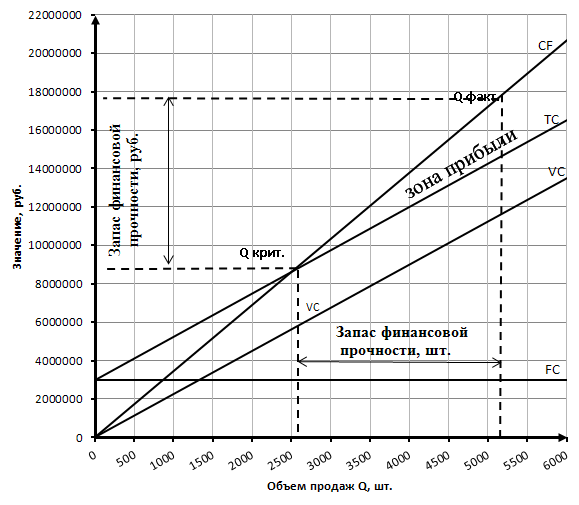 22000000
20000000
18000000
16000000
14000000
12000000
10000000
8000000
6000000
4000000
2000000
0
Значение, руб.
Запас финансовой
прочности, руб.
CF
Q факт.
TC
зона прибыли
VC
Q крит.
VC
Запас финансовой
прочности, шт.
FC
0
500
1000
1500
2000
2500
3000
3500
4000
4500
5000
5500
6000
Объем продаж Q, шт.